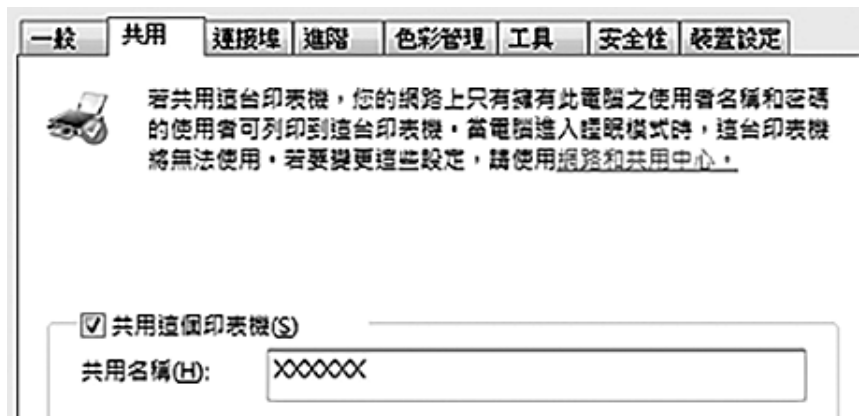 一般 共用 連接埠 進階 色彩管理 工具 安全性 裝置設定
若共用這台印表機，您的網路上只有擁有此電腦之使用者名稱和密碼
的使用者可列印到這台印表機。當電腦進入睡眠模式時，這台印表機
將無法使用。若要變更這些設定，請使用網路和共用中心。
共用這個印表機(S)
共用名稱(H): XXXXXX